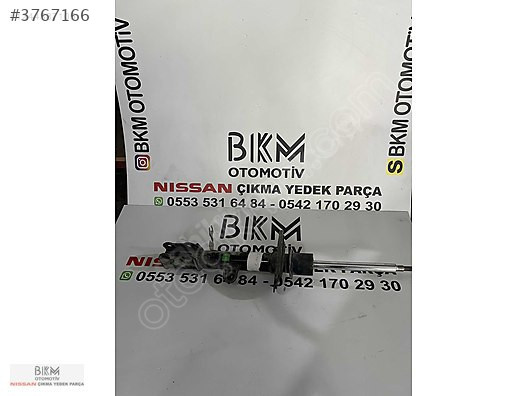 #3767166
BKM OTOMOTİV
S BKM OTOMOTİV
BKM
OTOMOTİV
NISSAN ÇIKMA YEDEK PARÇA
0553 531 64 84 - 0542 170 29 30
BKM
OTOMOTİV
0553 531 64 84 - 0542 170 29 30
BKM
OTOMOTİV
NISSAN ÇIKMA YEDEK PARÇA